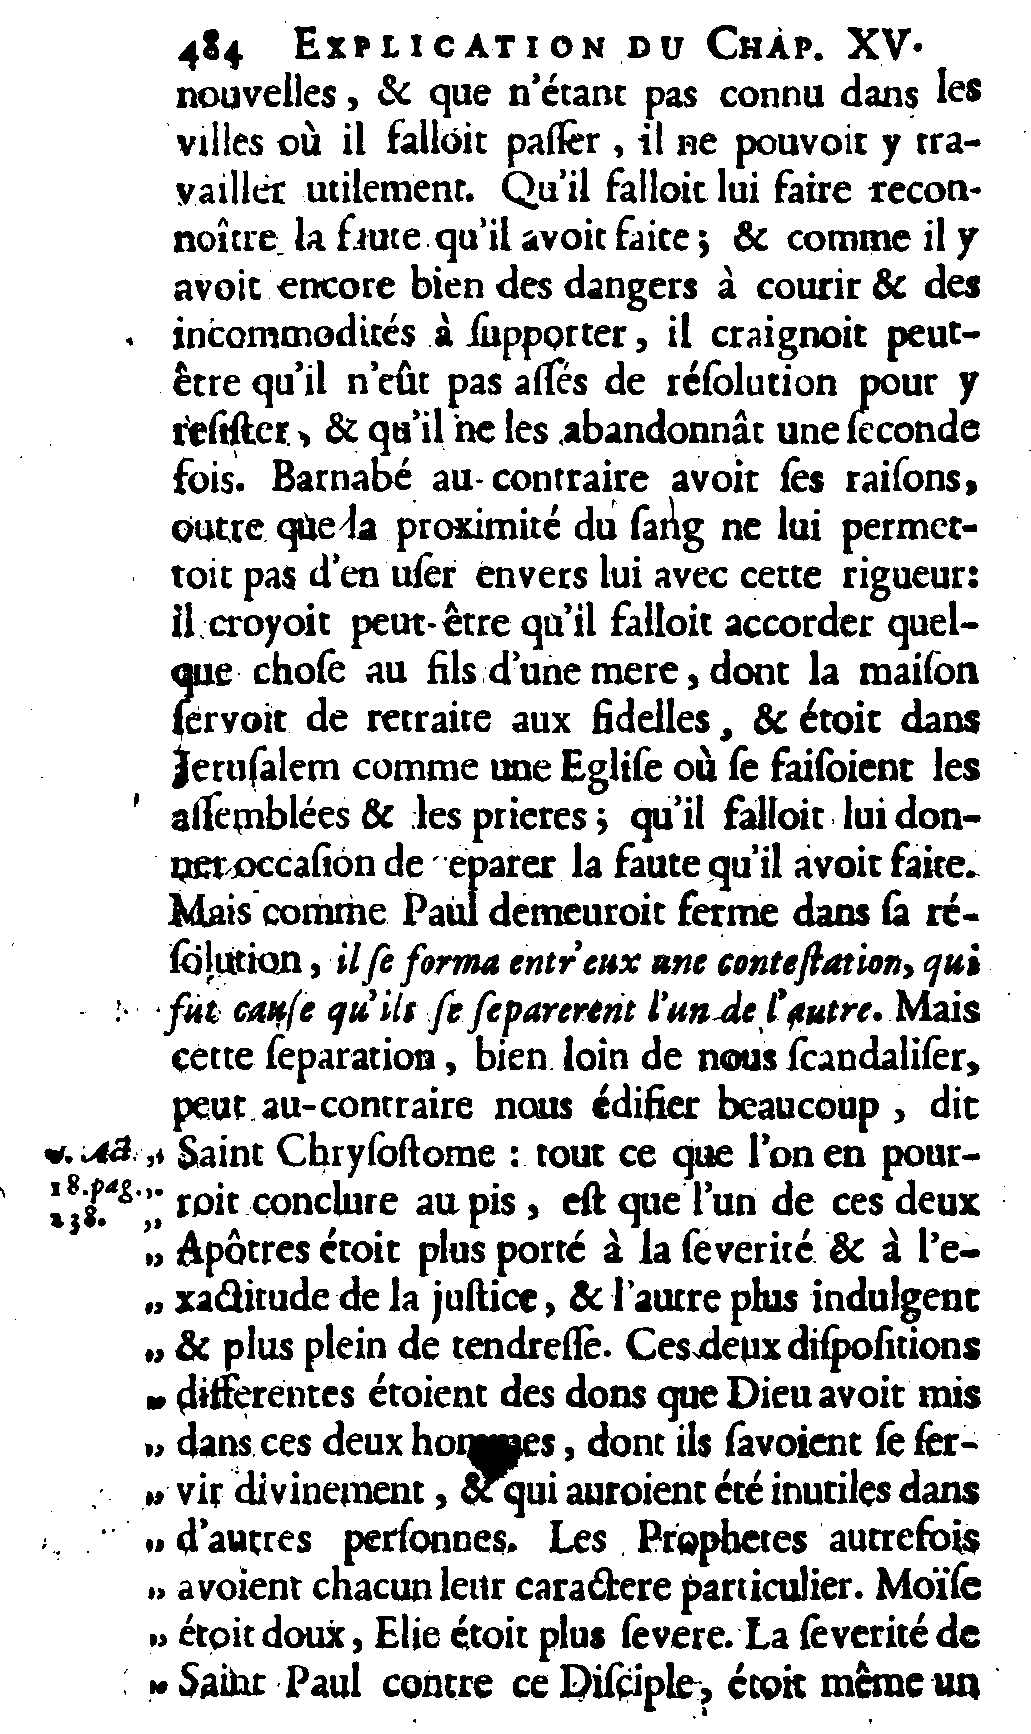 484 EXPLICATION DU CHAP. XV.
nouvelles, & que n'étant pas connu dans les
villes où il falloit paſſer, il ne pouvoit y tra-
vailler utilement. Qu'il falloit lui faire recon-
noître la faute qu'il avoit faite; & comme il y
avoit encore bien des dangers à courir & des
incommodités à ſupporter, il craignoit peut-
être qu'il n'eût pas aſſés de réſolution pour y
reſiſter, & qu'il ne les abandonnât une ſeconde
fois. Barnabé au-contraire avoit ſes raiſons,
outre que la proximité du ſang ne lui permet-
toit pas d'en uſer envers lui avec cette rigueur:
il croyoit peut-être qu'il falloit accorder quel-
que choſe au fils d'une mere, dont la maiſon
ſervoit de retraite aux fidelles, & étoit dans
Jeruſalem comme une Egliſe où ſe faiſoient les
aſſemblées & les prieres; qu'il falloit lui don-
ner occaſion de eparer la faute qu'il avoit faite.
Mais comme Paul demeuroit ferme dans ſa ré-
ſolution, il ſe forma entr'eux une conteſtation, qui
fut cauſe qu'ils ſe ſeparerent l'un de l'autre. Mais
cette ſeparation, bien loin de nous ſcandaliſer,
peut au-contraire nous édifier beaucoup, dit
v. Act. „ Saint Chryſoſtome : tout ce que l'on en pour-
18. pag. „ roit conclure au pis, eſt que l'un de ces deux
238. „ Apôtres étoit plus porté à la ſeverité & à l'e-
„ xactitude de la juſtice, & l'autre plus indulgent
„ & plus plein de tendreſſe. Ces deux diſpoſitions
„ differentes étoient des dons que Dieu avoit mis
„ dans ces deux hommes, dont ils ſavoient ſe ſer-
„ vir divinement, & qui auroient été inutiles dans
„ d'autres perſonnes. Les Prophetes autrefois
„ avoient chacun leur caractere particulier. Moïſe
„ étoit doux, Elie étoit plus ſevere. La ſeverité de
„ Saint Paul contre ce Diſciple, étoit même un